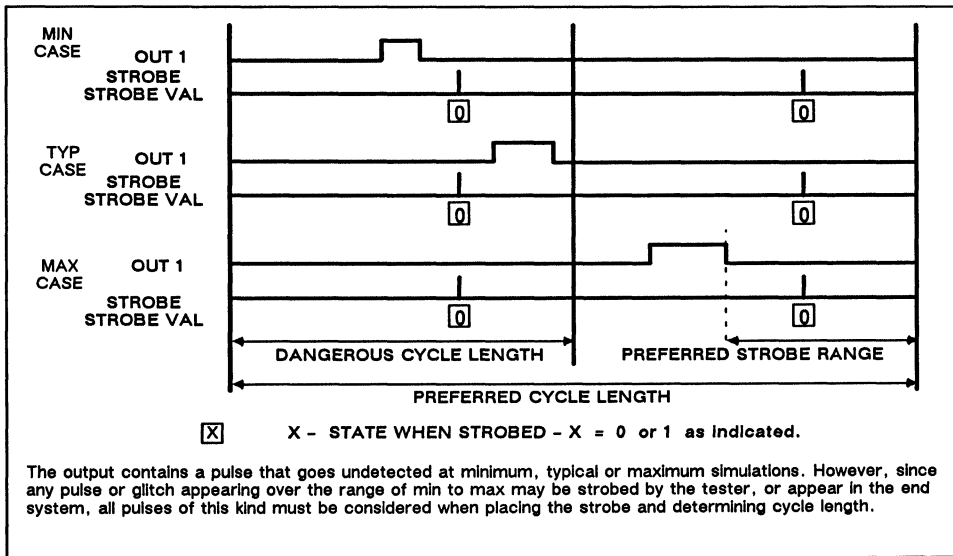 MIN
CASE
OUT 1
STROBE
STROBE VAL
0
0
TYP
CASE
OUT 1
STROBE
STROBE VAL
0
0
MAX
CASE
OUT 1
STROBE
STROBE VAL
0
0
DANGEROUS CYCLE LENGTH
PREFERRED STROBE RANGE
PREFERRED CYCLE LENGTH
X X – STATE WHEN STROBED – X = 0 or 1 as indicated.
The output contains a pulse that goes undetected at minimum, typical or maximum simulations. However, since
any pulse or glitch appearing over the range of min to max may be strobed by the tester, or appear in the end
system, all pulses of this kind must be considered when placing the strobe and determining cycle length.